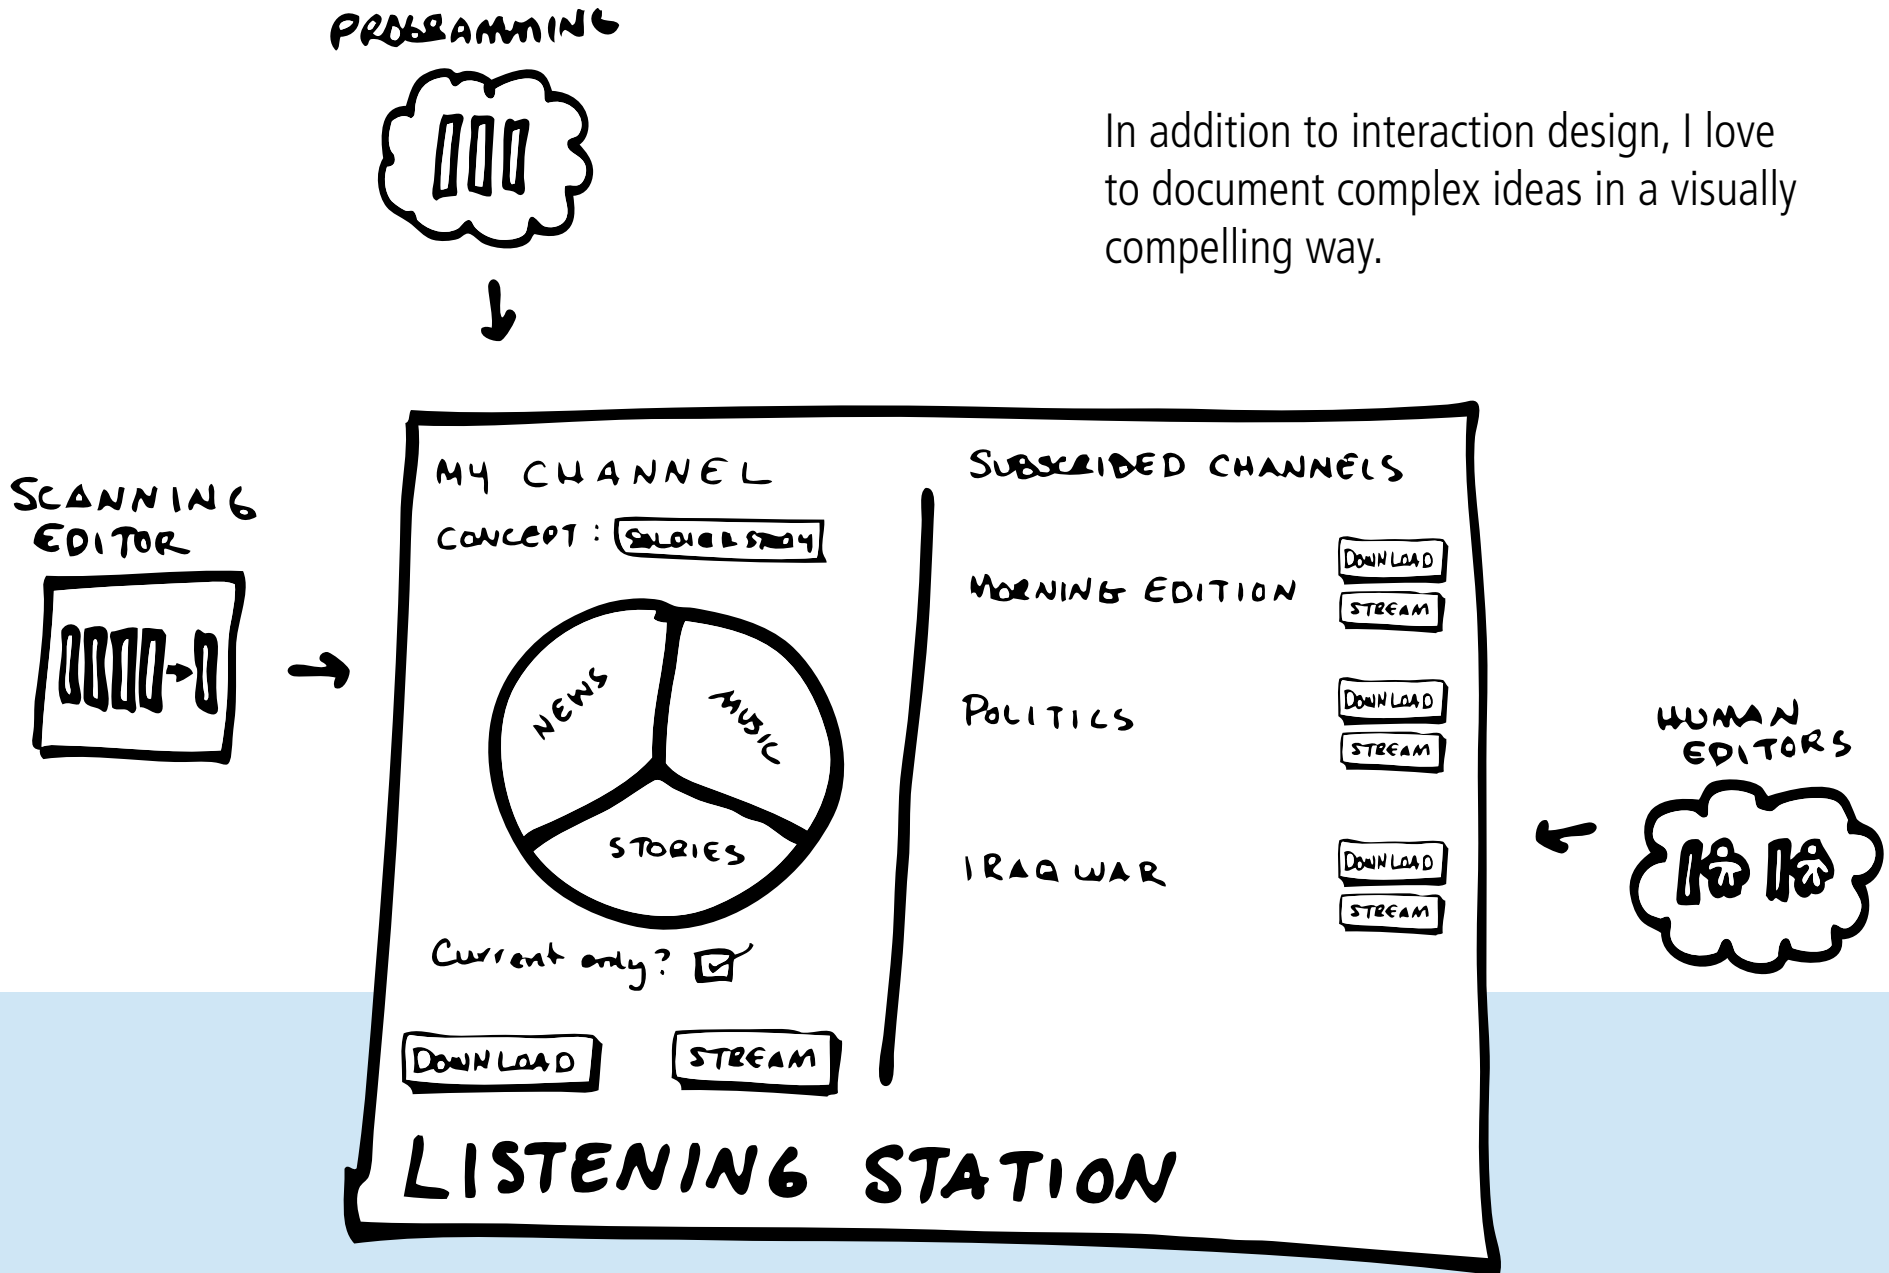 PROGRAMMING
In addition to interaction design, I love
to document complex ideas in a visually
compelling way.
SCANNING
EDITOR
MY CHANNEL
CONCEPT:
NEWS
MUSIC
STORIES
Current only?
DOWNLOAD
STREAM
SUBSCRIBED CHANNELS
MORNING EDITION
DOWNLOAD
STREAM
POLITICS
DOWNLOAD
STREAM
IRAQ WAR
DOWNLOAD
STREAM
HUMAN
EDITORS
LISTENING STATION